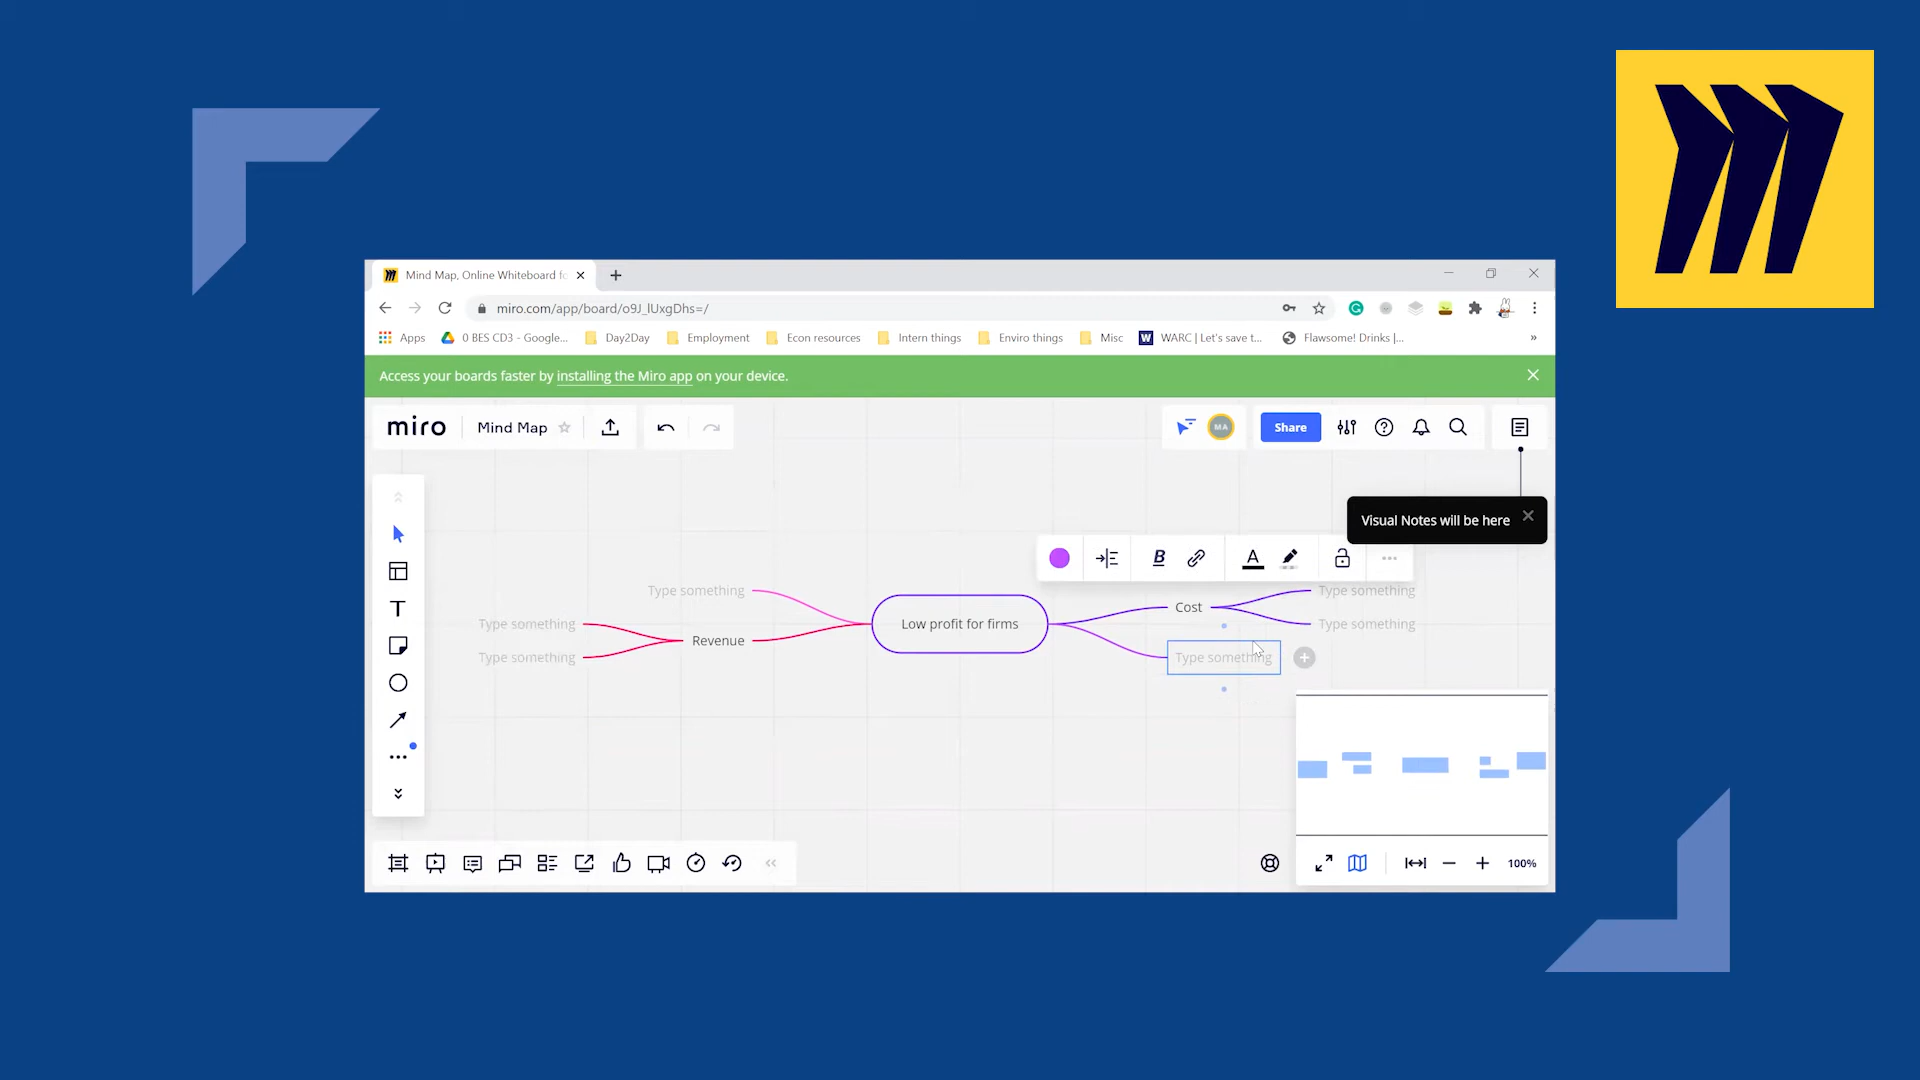 Mind Map, Online Whiteboard fo
miro.com/app/board/o9J_lUxgDhs=/
Apps
0 BES CD3 - Google...
Day2Day
Employment
Econ resources
Intern things
Enviro things
Misc
W
WARC | Let's save t...
Flawsome! Drinks |...
»
Access your boards faster by installing the Miro app on your device.
miro
Mind Map
MA
Share
Visual Notes will be here
B
A
T
Type something
Type something
Cost
Type something
Low profit for firms
Type something
Type something
Revenue
Type something
Type something
100%